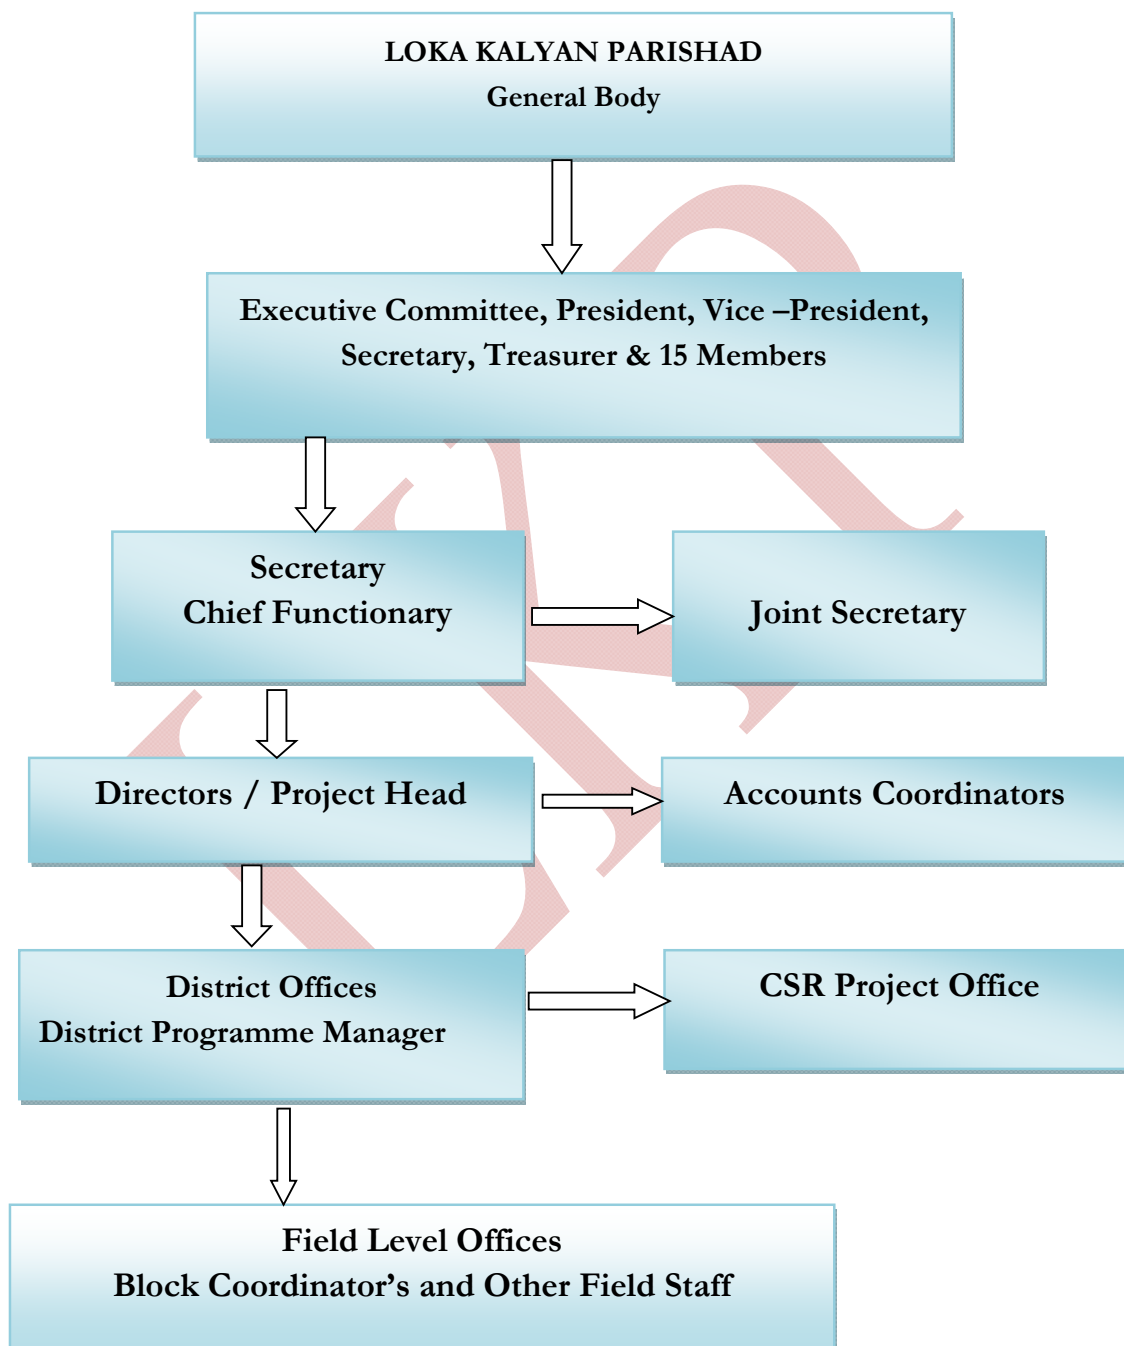 LOKA KALYAN PARISHAD
General Body
Executive Committee, President, Vice –President,
Secretary, Treasurer & 15 Members
Secretary
Chief Functionary
Joint Secretary
Directors / Project Head
Accounts Coordinators
District Offices
District Programme Manager
CSR Project Office
Field Level Offices
Block Coordinator’s and Other Field Staff